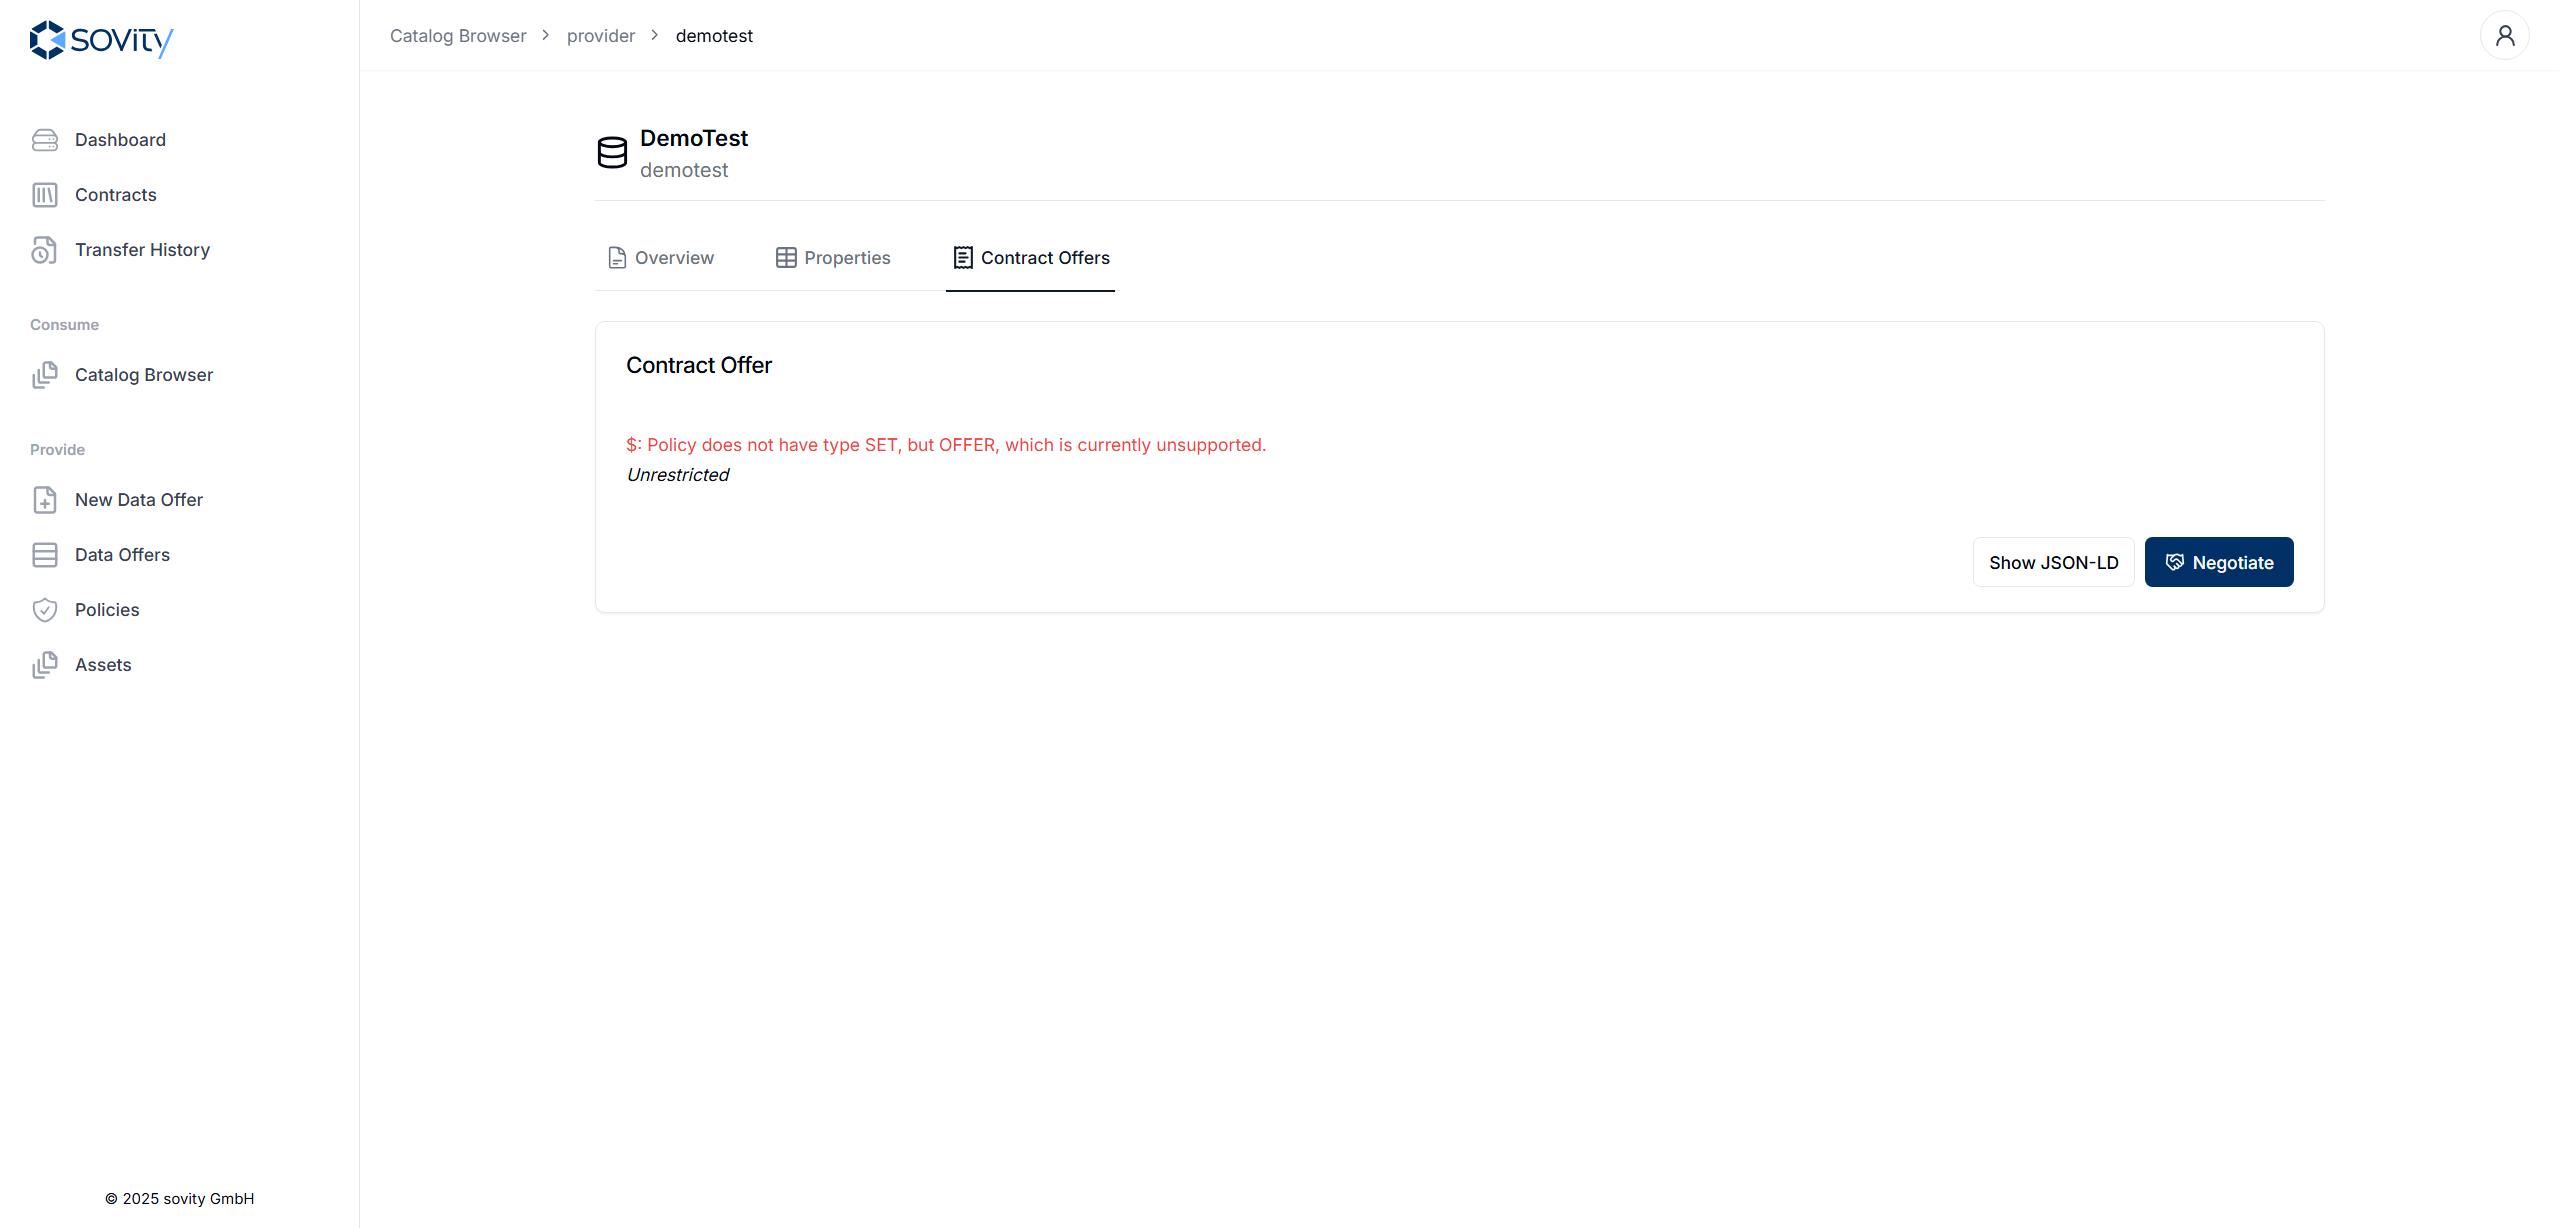 sovity
Catalog Browser > provider > demotest
Dashboard
Contracts
Transfer History
Consume
Catalog Browser
Provide
New Data Offer
Data Offers
Policies
Assets
© 2025 sovity GmbH
DemoTest
demotest
Overview Properties Contract Offers
Contract Offer
$: Policy does not have type SET, but OFFER, which is currently unsupported.
Unrestricted
Show JSON-LD Negotiate